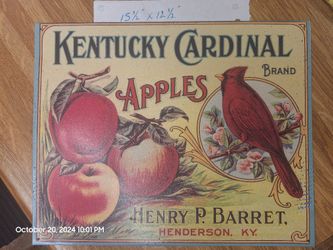 15½" x 12½"
KENTUCKY CARDINAL
BRAND
APPLES
HENRY P. BARRET,
HENDERSON, KY.
October 20, 2024 10:01 PM